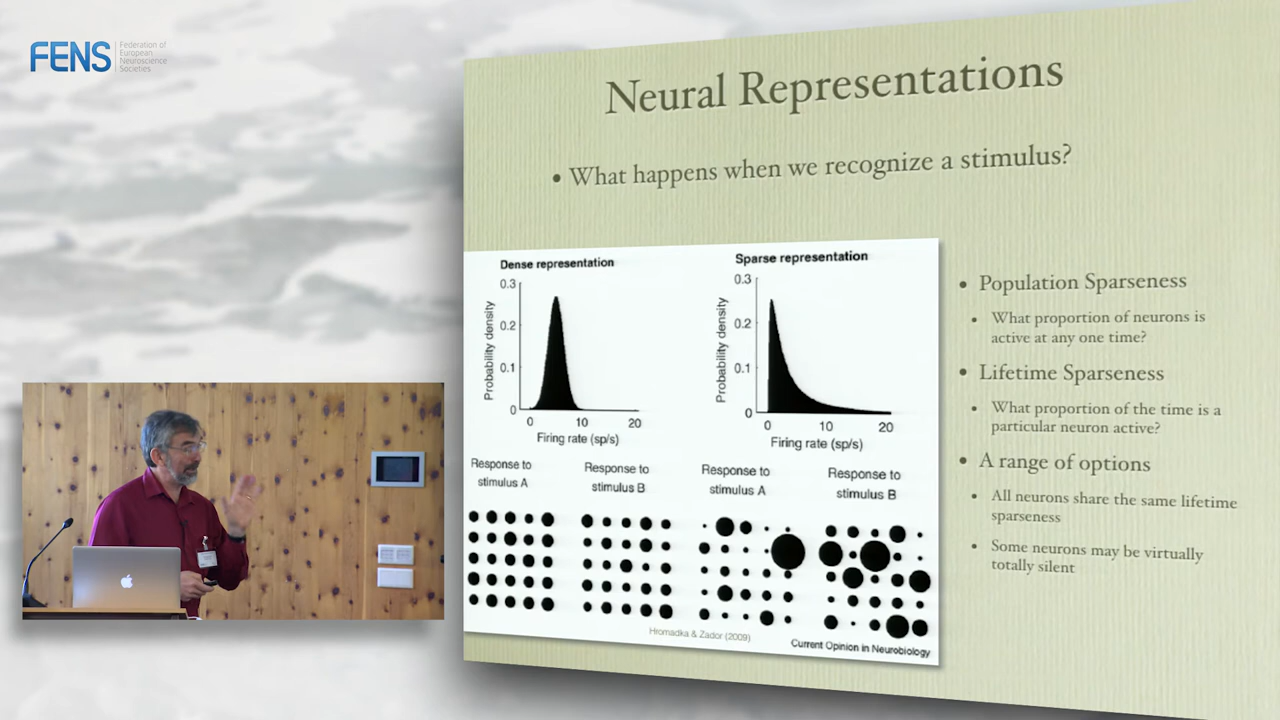 FENS
Federation of
European
Neuroscience
Societies
Neural Representations
• What happens when we recognize a stimulus?
Dense representation
Sparse representation
Probability density
0.3
0.2
0.1
0
0
10
20
Firing rate (sp/s)
Probability density
0.3
0.2
0.1
0
0
10
20
Firing rate (sp/s)
Response to
stimulus A
Response to
stimulus B
Response to
stimulus A
Response to
stimulus B
Hromadka & Zador (2009)
Current Opinion in Neurobiology
• Population Sparseness
• What proportion of neurons is
active at any one time?
• Lifetime Sparseness
• What proportion of the time is a
particular neuron active?
• A range of options
• All neurons share the same lifetime
sparseness
• Some neurons may be virtually
totally silent